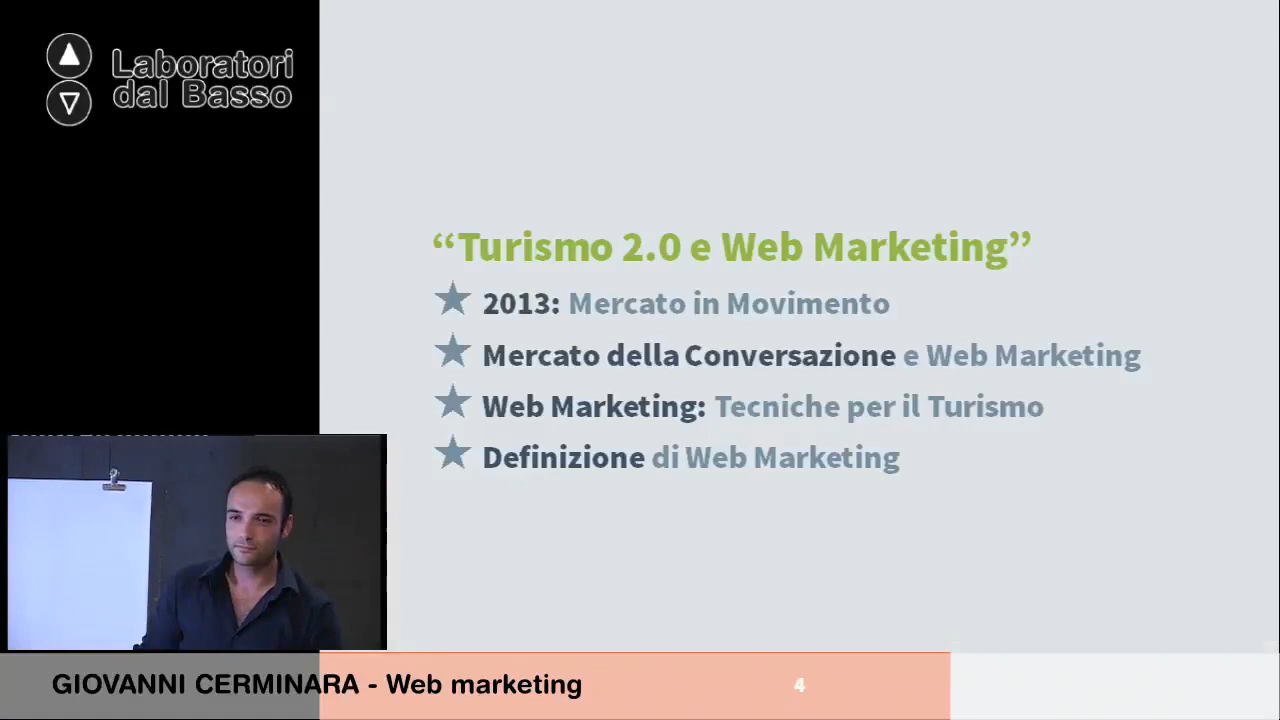 Laboratori
dal Basso
“Turismo 2.0 e Web Marketing”
2013: Mercato in Movimento
Mercato della Conversazione e Web Marketing
Web Marketing: Tecniche per il Turismo
Definizione di Web Marketing
GIOVANNI CERMINARA - Web marketing
4